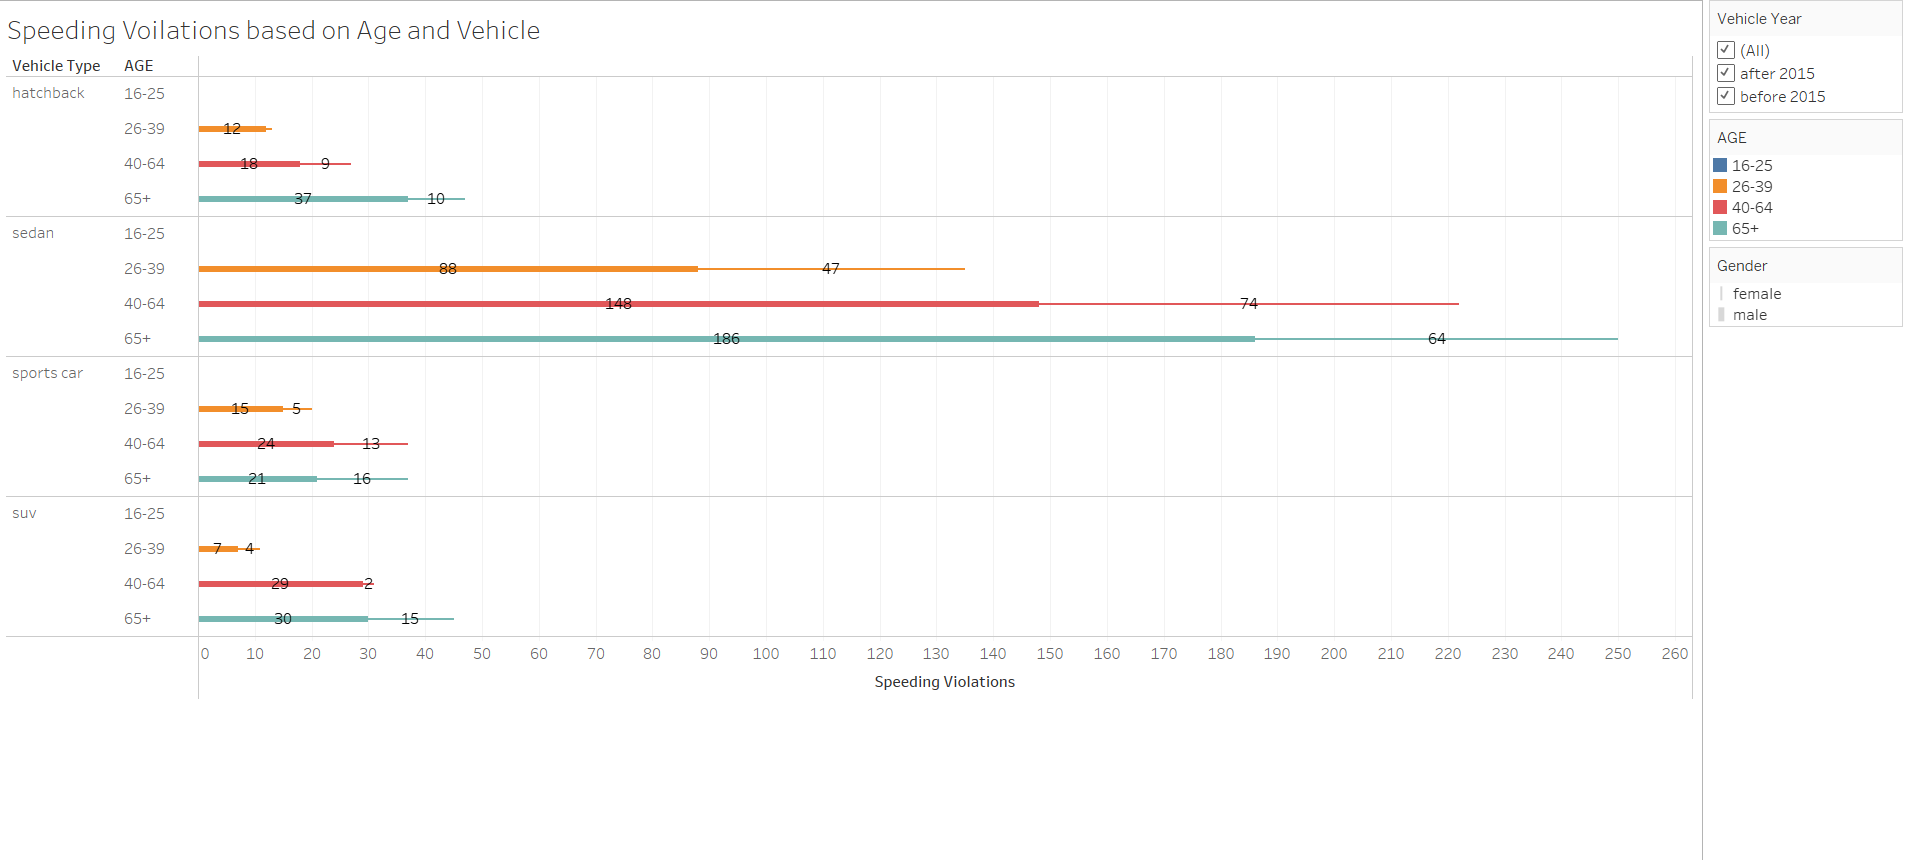 Speeding Voilations based on Age and Vehicle
Vehicle Type AGE
hatchback 16-25
26-39 12
40-64 18 9
65+ 37 10
sedan 16-25
26-39 88 47
40-64 148 74
65+ 186 64
sports car 16-25
26-39 15 5
40-64 24 13
65+ 21 16
suv 16-25
26-39 7 4
40-64 29 2
65+ 30 15
0 10 20 30 40 50 60 70 80 90 100 110 120 130 140 150 160 170 180 190 200 210 220 230 240 250 260
Speeding Violations
Vehicle Year
(All)
after 2015
before 2015
AGE
16-25
26-39
40-64
65+
Gender
female
male